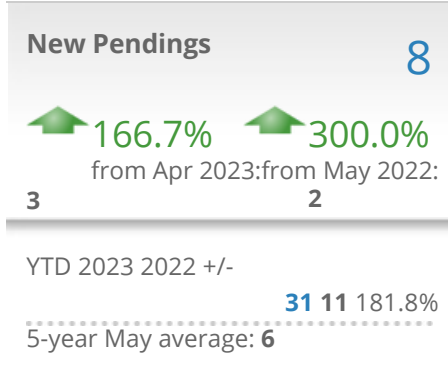 New Pendings 8
166.7% 300.0%
from Apr 2023:from May 2022:
3 2
YTD 2023 2022 +/-
31 11 181.8%
5-year May average: 6